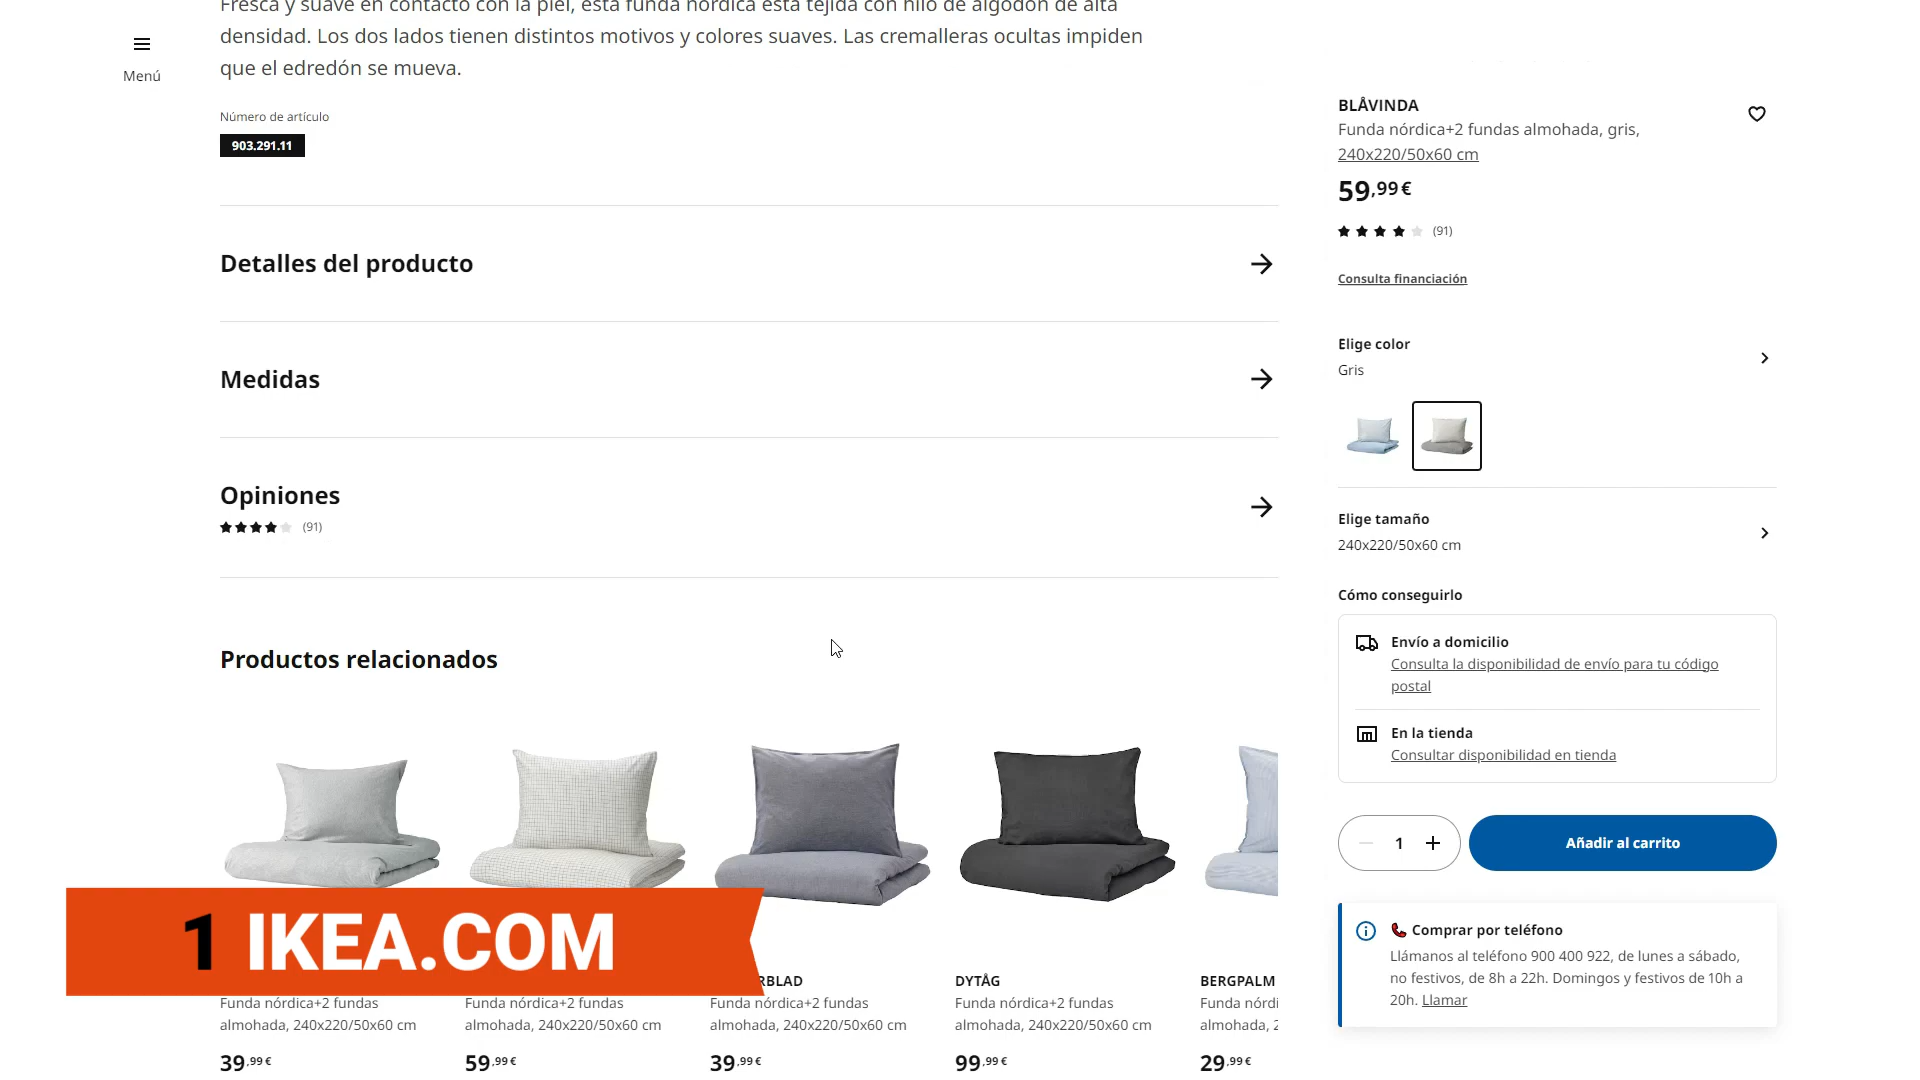 Fresca y suave en contacto con la piel, esta funda nórdica está tejida con hilo de algodón de alta
densidad. Los dos lados tienen distintos motivos y colores suaves. Las cremalleras ocultas impiden
que el edredón se mueva.
Menú
Número de artículo
903.291.11
Detalles del producto
Medidas
Opiniones
(91)
Productos relacionados
1 IKEA.COM
RBLAD
DYTÅG
BERGPALM
Funda nórdica+2 fundas
almohada, 240x220/50x60 cm
39,99€
Funda nórdica+2 fundas
almohada, 240x220/50x60 cm
59,99€
Funda nórdica+2 fundas
almohada, 240x220/50x60 cm
39,99€
Funda nórdica+2 fundas
almohada, 240x220/50x60 cm
99,99€
Funda nórdi
almohada, 2
29,99€
BLÅVINDA
Funda nórdica+2 fundas almohada, gris,
240x220/50x60 cm
59,99€
(91)
Consulta financiación
Elige color
Gris
Elige tamaño
240x220/50x60 cm
Cómo conseguirlo
Envío a domicilio
Consulta la disponibilidad de envío para tu código
postal
En la tienda
Consultar disponibilidad en tienda
1
Añadir al carrito
Comprar por teléfono
Llámanos al teléfono 900 400 922, de lunes a sábado,
no festivos, de 8h a 22h. Domingos y festivos de 10h a
20h. Llamar